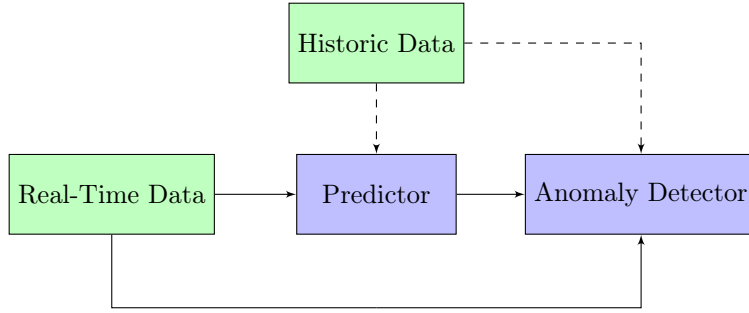 Historic Data
Real-Time Data
Predictor
Anomaly Detector